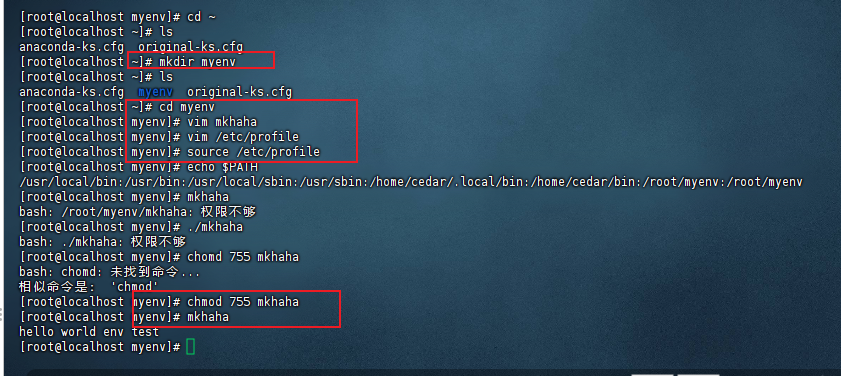 [root@localhost myenv]# cd ~
[root@localhost ~]# ls
anaconda-ks.cfg  original-ks.cfg
[root@localhost ~]# mkdir myenv
[root@localhost ~]# ls
anaconda-ks.cfg  myenv  original-ks.cfg
[root@localhost ~]# cd myenv
[root@localhost myenv]# vim mkhaha
[root@localhost myenv]# vim /etc/profile
[root@localhost myenv]# source /etc/profile
[root@localhost myenv]# echo $PATH
/usr/local/bin:/usr/bin:/usr/local/sbin:/usr/sbin:/home/cedar/.local/bin:/home/cedar/bin:/root/myenv:/root/myenv
[root@localhost myenv]# mkhaha
bash: /root/myenv/mkhaha: 权限不够
[root@localhost myenv]# ./mkhaha
bash: ./mkhaha: 权限不够
[root@localhost myenv]# chomd 755 mkhaha
bash: chomd: 未找到命令...
相似命令是： 'chmod'
[root@localhost myenv]# chmod 755 mkhaha
[root@localhost myenv]# mkhaha
hello world env test
[root@localhost myenv]#